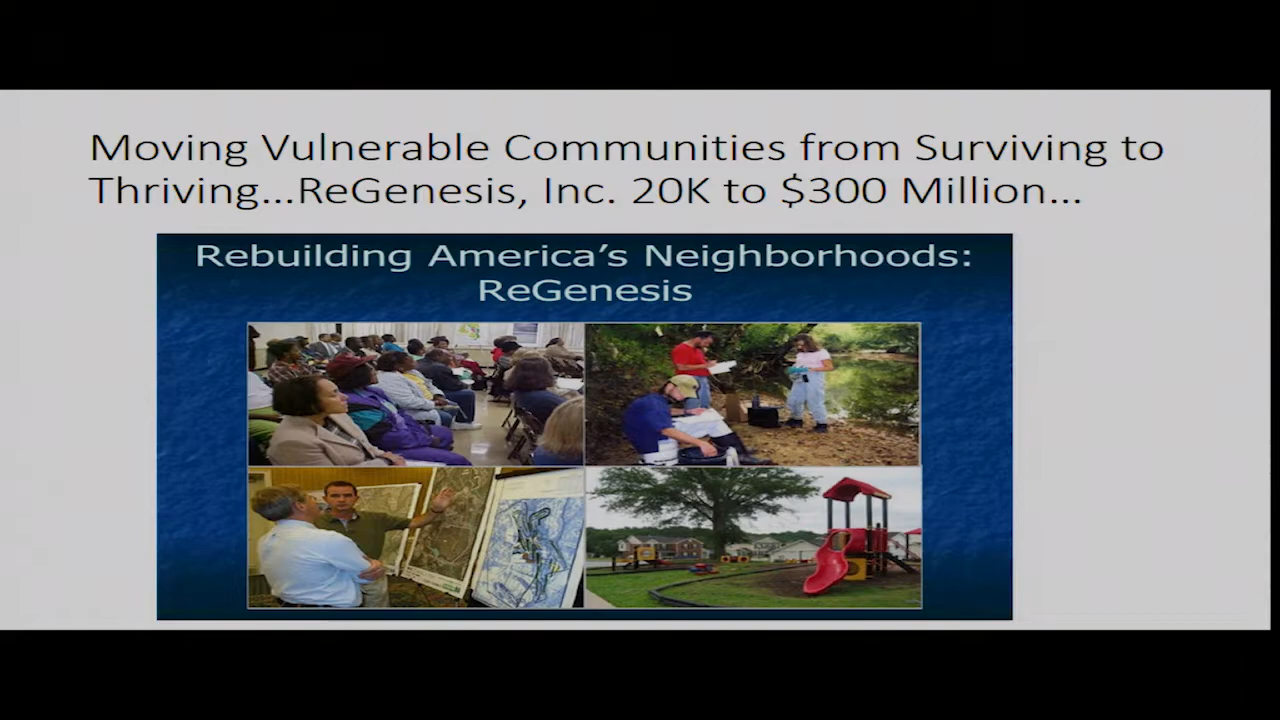 Moving Vulnerable Communities from Surviving to
Thriving...ReGenesis, Inc. 20K to $300 Million...
Rebuilding America's Neighborhoods:
ReGenesis